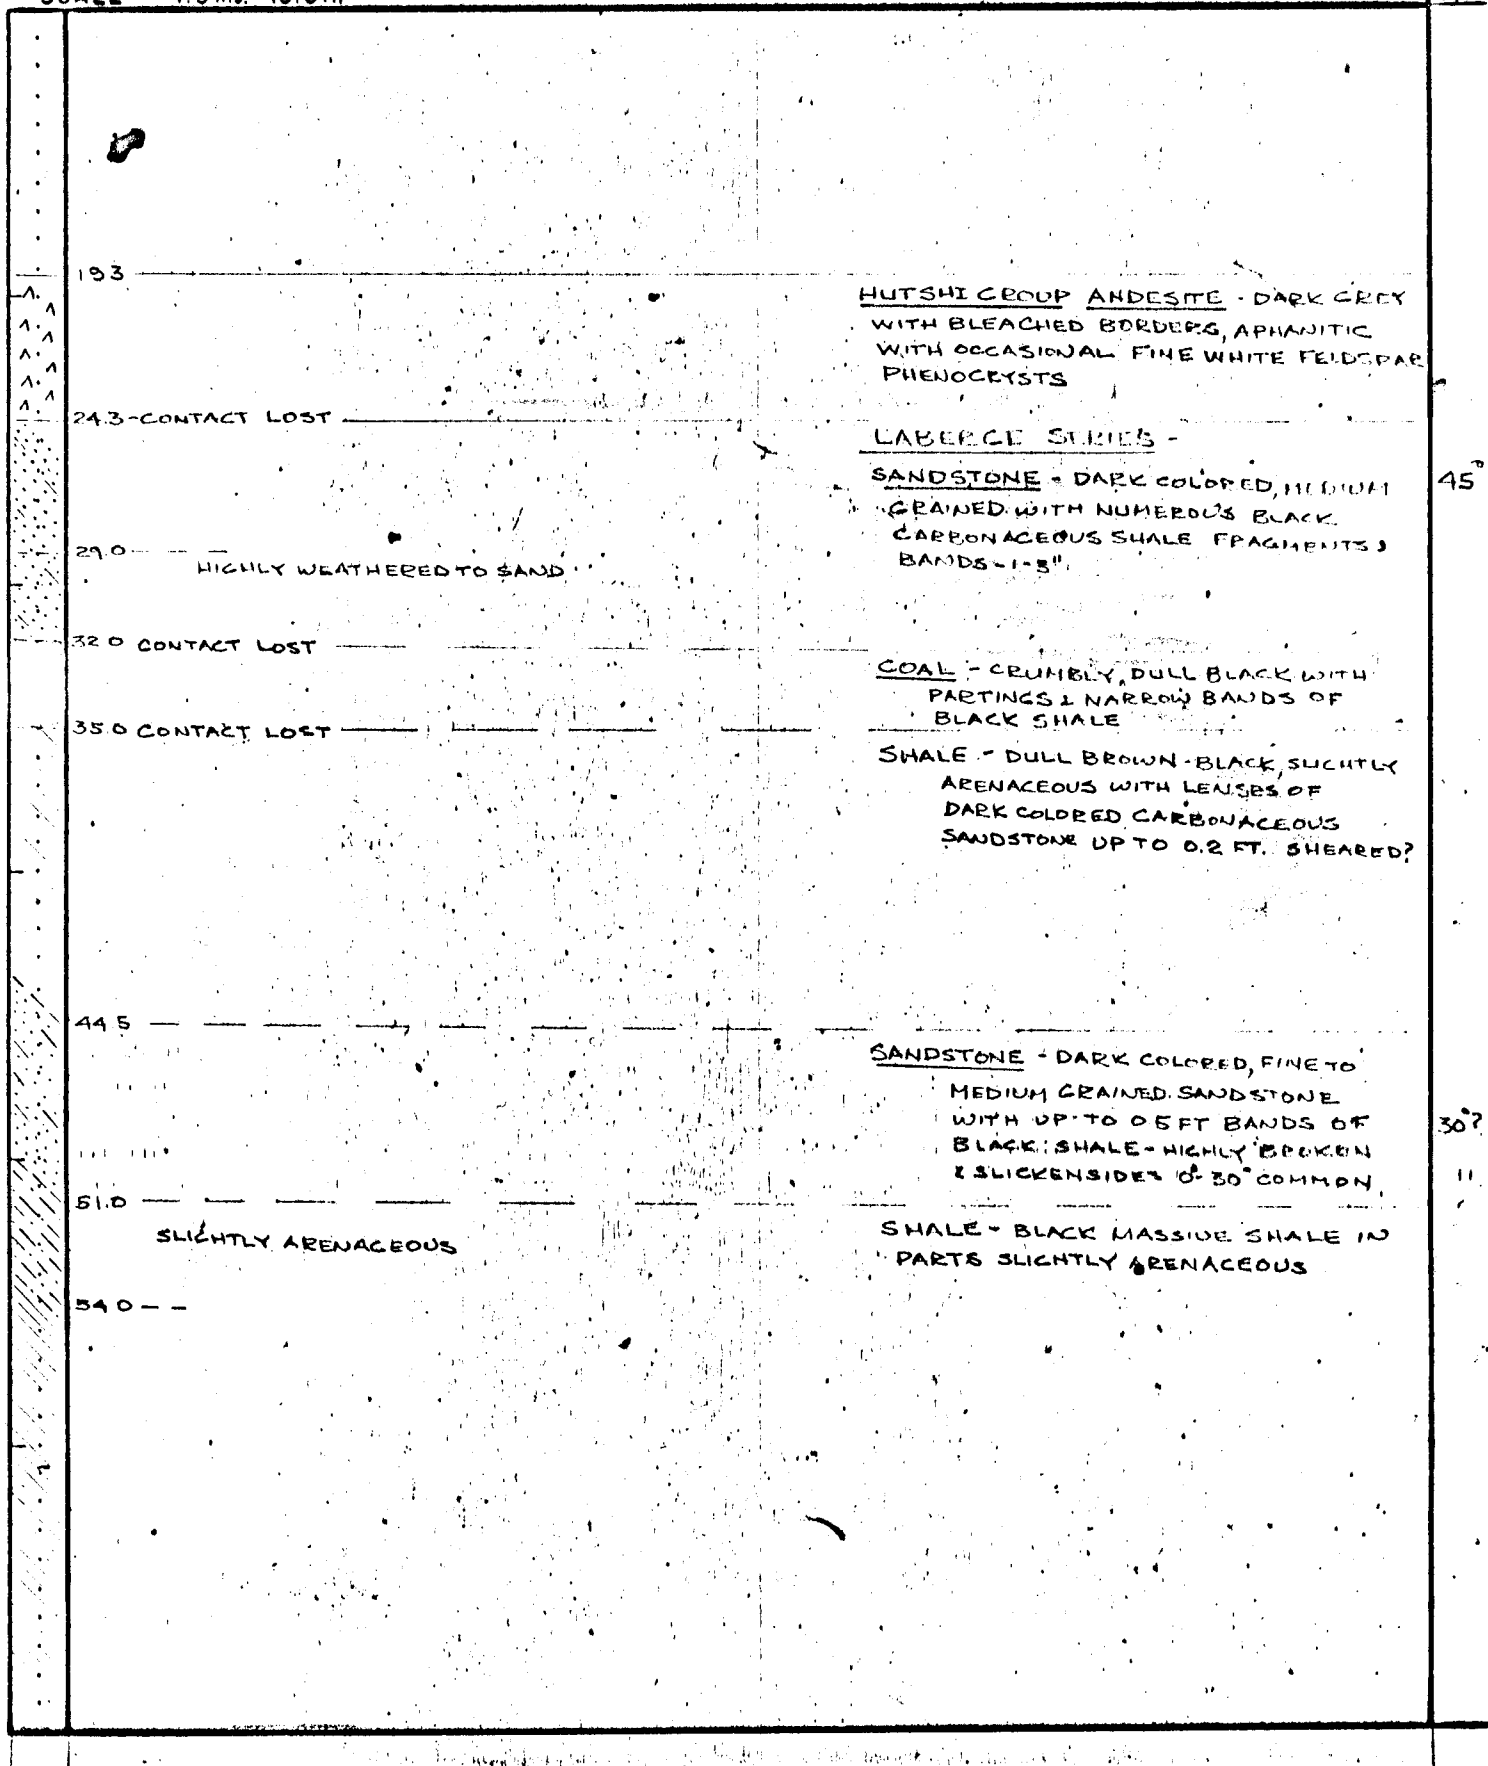 19.3
HUTSHI GROUP ANDESITE - DARK GREY
WITH BLEACHED BORDERS, APHANITIC
WITH OCCASIONAL FINE WHITE FELDSPAR
PHENOCRYSTS
24.3 - CONTACT LOST
LABERGE SERIES -
SANDSTONE - DARK COLORED, MEDIUM
GRAINED WITH NUMEROUS BLACK
CARBONACEOUS SHALE FRAGMENTS &
BANDS - 1-3"
45°
29.0
HIGHLY WEATHERED TO SAND
32.0 CONTACT LOST
COAL - CRUMBLY, DULL BLACK WITH
PARTINGS & NARROW BANDS OF
BLACK SHALE
35.0 CONTACT LOST
SHALE - DULL BROWN-BLACK, SLIGHTLY
ARENACEOUS WITH LENSES OF
DARK COLORED CARBONACEOUS
SANDSTONE UP TO 0.2 FT. SHEARED?
44.5
SANDSTONE - DARK COLORED, FINE TO
MEDIUM GRAINED SANDSTONE
WITH UP TO 0.5 FT BANDS OF
BLACK SHALE - HIGHLY BROKEN
& SLICKENSIDES 0°-30° COMMON
30°?
"
51.0
SLIGHTLY ARENACEOUS
SHALE - BLACK MASSIVE SHALE IN
PARTS SLIGHTLY ARENACEOUS
54.0